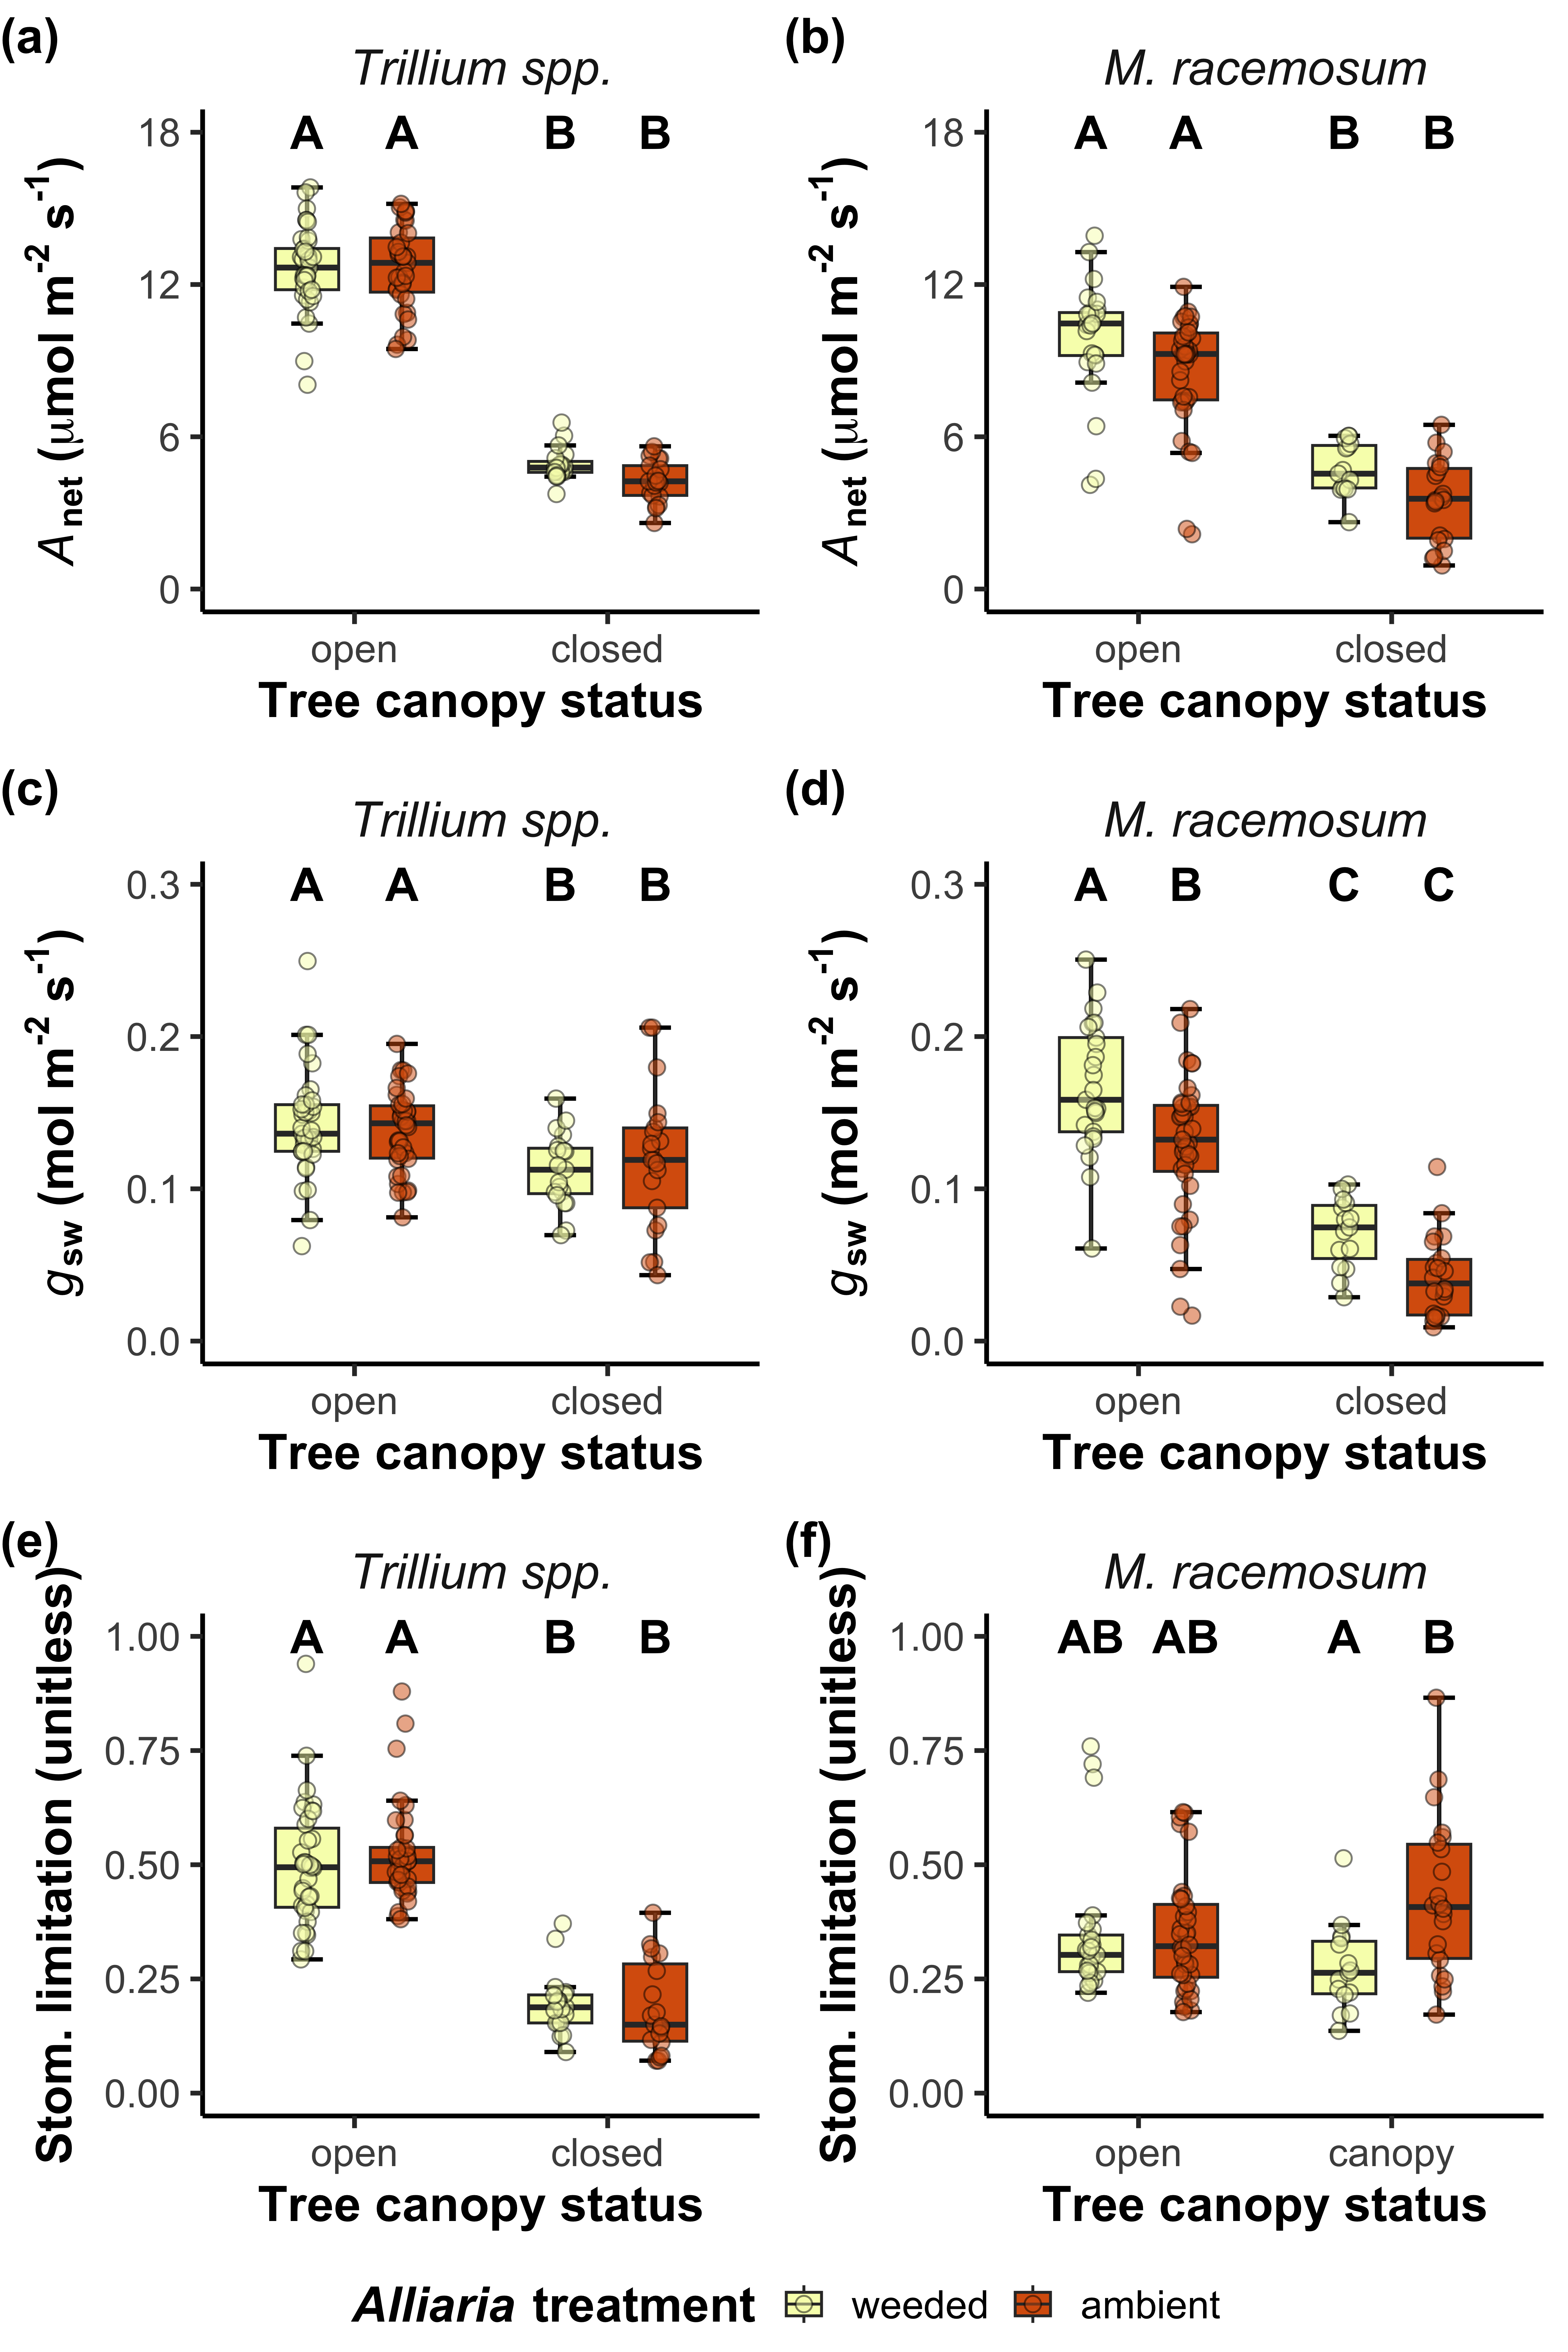 (a)
Trillium spp.
A A B B
18
12
6
0
Anet (μmol m-2 s-1)
open closed
Tree canopy status
(b)
M. racemosum
A A B B
18
12
6
0
Anet (μmol m-2 s-1)
open closed
Tree canopy status
(c)
Trillium spp.
A A B B
0.3
0.2
0.1
0.0
gsw (mol m-2 s-1)
open closed
Tree canopy status
(d)
M. racemosum
A B C C
0.3
0.2
0.1
0.0
gsw (mol m-2 s-1)
open closed
Tree canopy status
(e)
Trillium spp.
A A B B
1.00
0.75
0.50
0.25
0.00
Stom. limitation (unitless)
open closed
Tree canopy status
(f)
M. racemosum
AB AB A B
1.00
0.75
0.50
0.25
0.00
Stom. limitation (unitless)
open canopy
Tree canopy status
Alliaria treatment weeded ambient